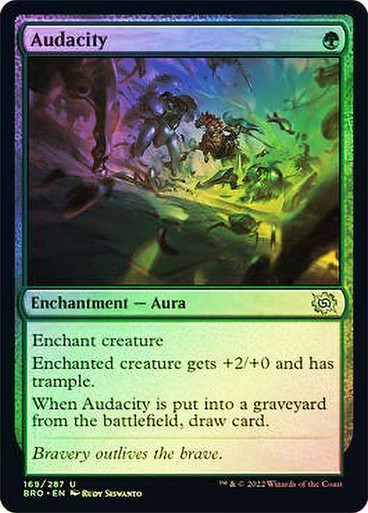 Audacity
Enchantment — Aura
Enchant creature
Enchanted creature gets +2/+0 and has
trample.
When Audacity is put into a graveyard
from the battlefield, draw card.
Bravery outlives the brave.
169/287 U
BRO • EN Rudy Siswanto
™ & © 2022 Wizards of the Coast